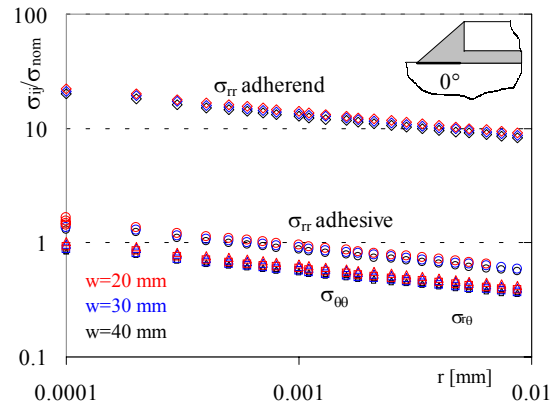 100
σij/σnom
0°
σrr adherend
10
σrr adhesive
1
w=20 mm
w=30 mm
w=40 mm
σθθ
σrθ
0.1
r [mm]
0.0001
0.001
0.01